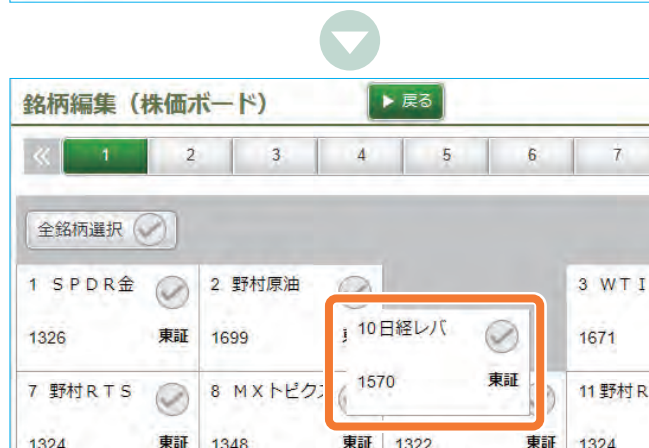 銘柄編集（株価ボード）
戻る
1 2 3 4 5 6 7
全銘柄選択
1 ＳＰＤＲ金
1326 東証
2 野村原油
1699
10日経レバ
1570 東証
3 ＷＴＩ
1671
7 野村ＲＴＳ
1324 東証
8 ＭＸトピク
1348 東証
1322 東証
11野村Ｒ
1324